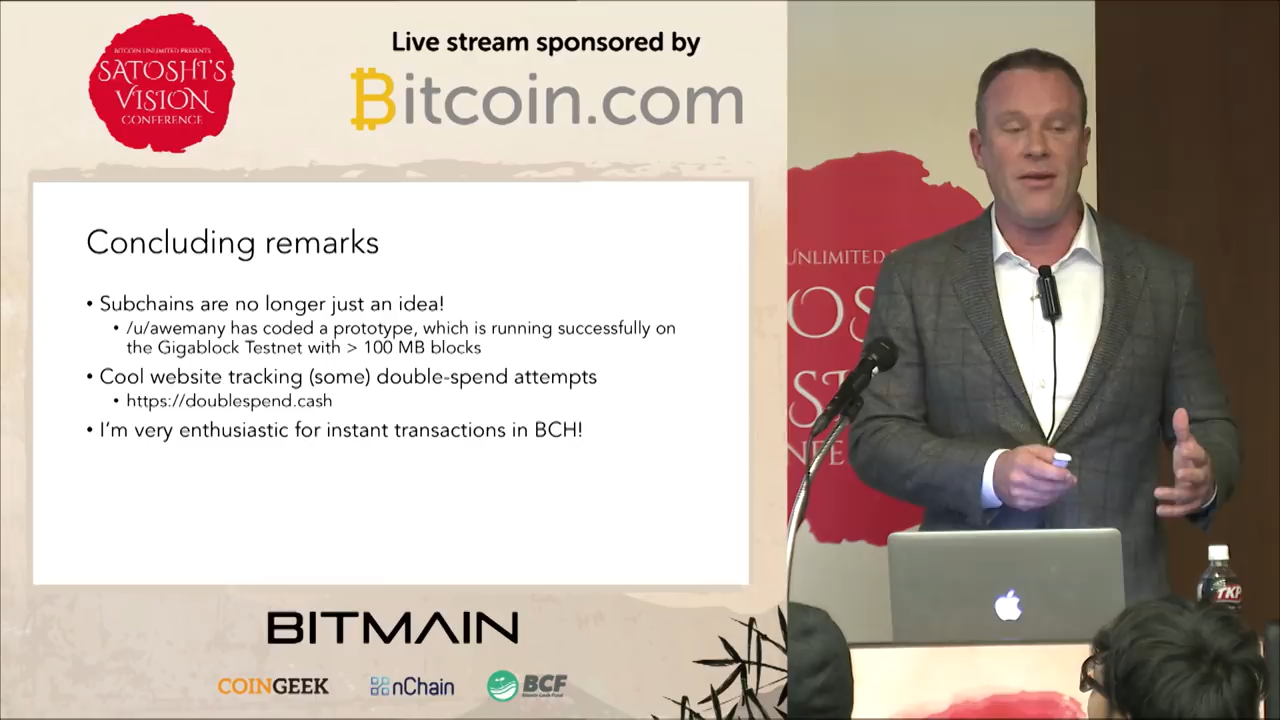 BITCOIN UNLIMITED PRESENTS
SATOSHI'S
VISION
CONFERENCE
Live stream sponsored by
Bitcoin.com
Concluding remarks
• Subchains are no longer just an idea!
• /u/awemany has coded a prototype, which is running successfully on
the Gigablock Testnet with > 100 MB blocks
• Cool website tracking (some) double-spend attempts
• https://doublespend.cash
• I'm very enthusiastic for instant transactions in BCH!
BITMAIN
COINGEEK
nChain
BCF
UNLIMITED
TKP